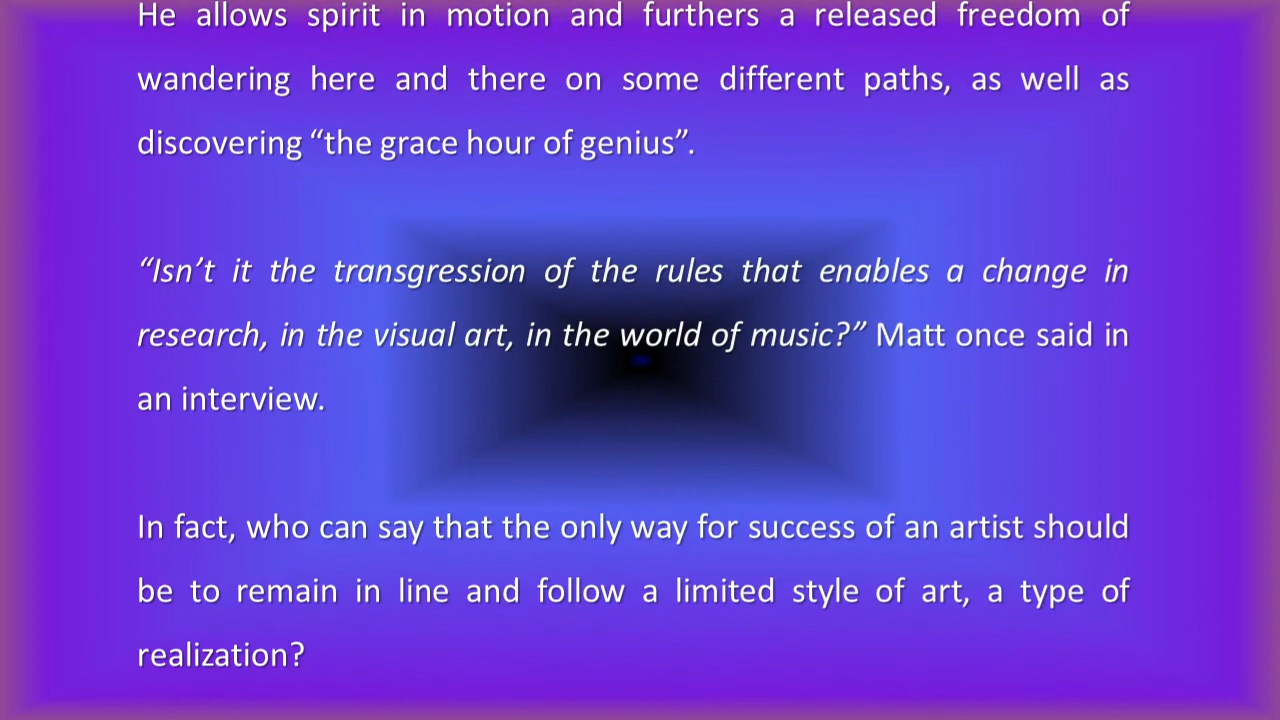 He allows spirit in motion and furthers a released freedom of
wandering here and there on some different paths, as well as
discovering “the grace hour of genius”.
“Isn’t it the transgression of the rules that enables a change in
research, in the visual art, in the world of music?” Matt once said in
an interview.
In fact, who can say that the only way for success of an artist should
be to remain in line and follow a limited style of art, a type of
realization?